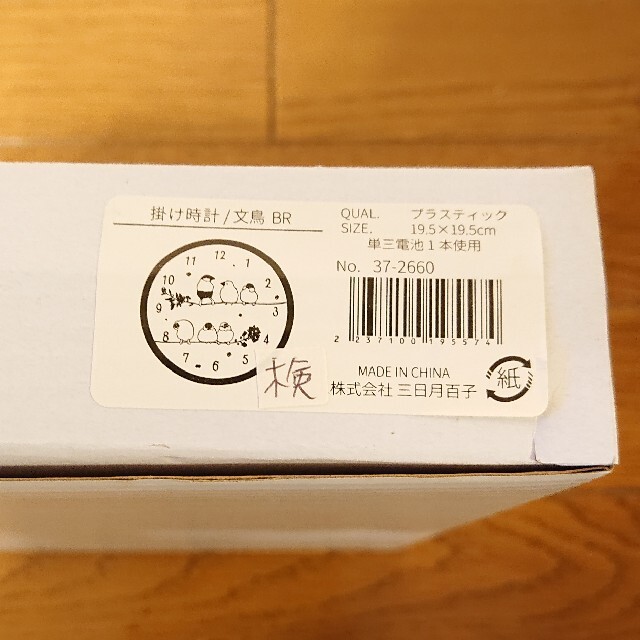 掛け時計/文鳥 BR
QUAL. プラスティック
SIZE. 19.5×19.5cm
単三電池1本使用
No. 37-2660
12
1
2
3
4
5
6
7
8
9
10
11
2 237100 195574
検
MADE IN CHINA
株式会社 三日月百子
紙